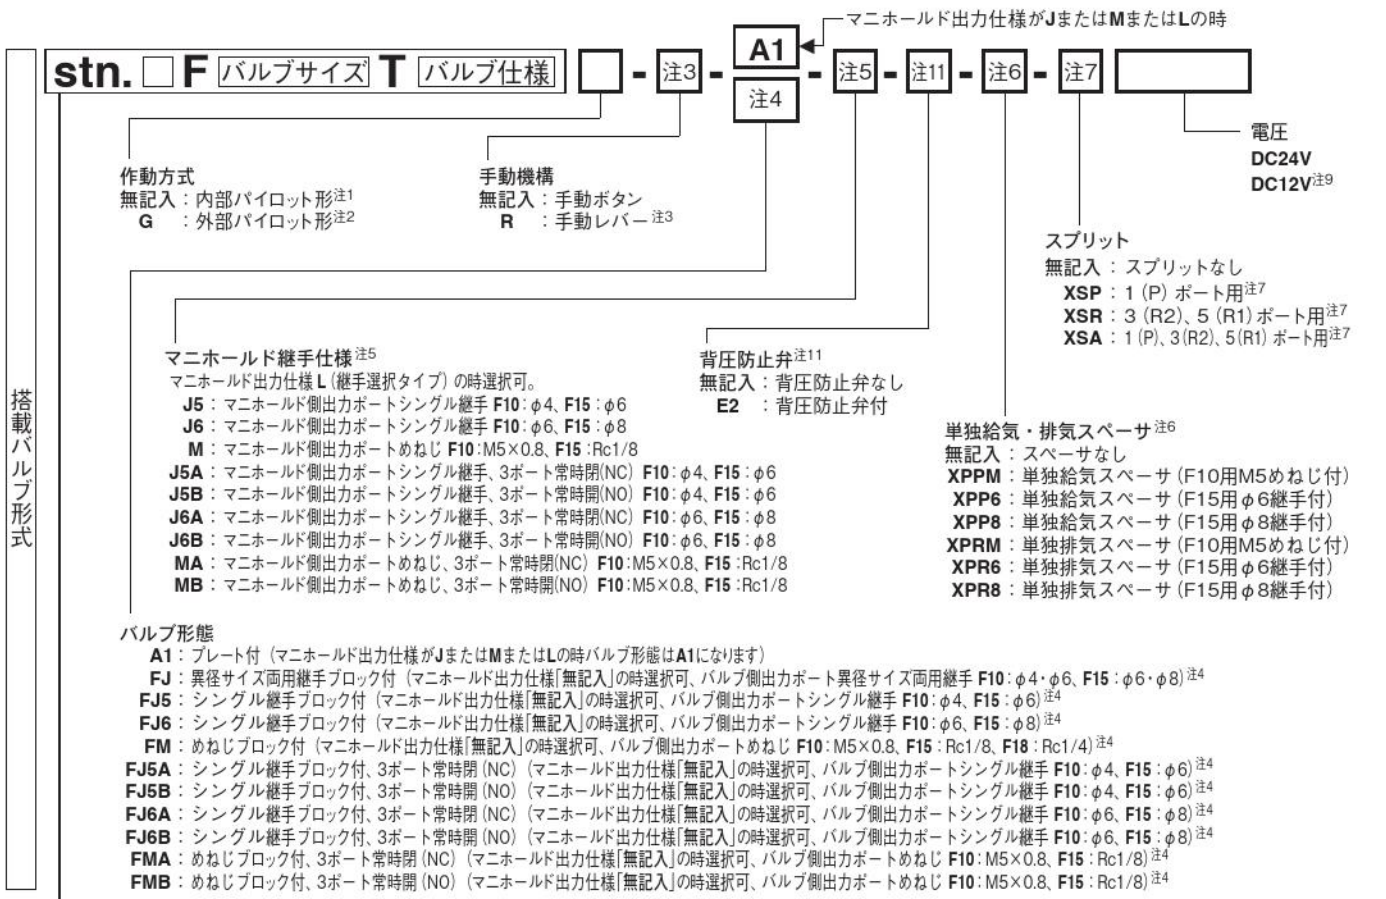 マニホールド出力仕様がJまたはMまたはLの時
stn. □ F バルブサイズ T バルブ仕様 □ - 注3 - A1 注4 - 注5 - 注11 - 注6 - 注7
電圧
DC24V
DC12V注9
作動方式
無記入：内部パイロット形注1
G ：外部パイロット形注2
手動機構
無記入：手動ボタン
R ：手動レバー注3
スプリット
無記入：スプリットなし
XSP：1（P）ポート用注7
XSR：3（R2）、5（R1）ポート用注7
XSA：1（P）、3（R2）、5（R1）ポート用注7
マニホールド継手仕様注5
マニホールド出力仕様L（継手選択タイプ）の時選択可。
J5：マニホールド側出力ポートシングル継手 F10：φ4、F15：φ6
J6：マニホールド側出力ポートシングル継手 F10：φ6、F15：φ8
M：マニホールド側出力ポートめねじ F10：M5×0.8、F15：Rc1/8
J5A：マニホールド側出力ポートシングル継手、3ポート常時閉(NC) F10：φ4、F15：φ6
J5B：マニホールド側出力ポートシングル継手、3ポート常時開(NO) F10：φ4、F15：φ6
J6A：マニホールド側出力ポートシングル継手、3ポート常時閉(NC) F10：φ6、F15：φ8
J6B：マニホールド側出力ポートシングル継手、3ポート常時開(NO) F10：φ6、F15：φ8
MA：マニホールド側出力ポートめねじ、3ポート常時閉(NC) F10：M5×0.8、F15：Rc1/8
MB：マニホールド側出力ポートめねじ、3ポート常時開(NO) F10：M5×0.8、F15：Rc1/8
背圧防止弁注11
無記入：背圧防止弁なし
E2 ：背圧防止弁付
単独給気・排気スペーサ注6
無記入：スペーサなし
XPPM：単独給気スペーサ（F10用M5めねじ付）
XPP6：単独給気スペーサ（F15用φ6継手付）
XPP8：単独給気スペーサ（F15用φ8継手付）
XPRM：単独排気スペーサ（F10用M5めねじ付）
XPR6：単独排気スペーサ（F15用φ6継手付）
XPR8：単独排気スペーサ（F15用φ8継手付）
搭載バルブ形式
バルブ形態
A1：プレート付（マニホールド出力仕様がJまたはMまたはLの時バルブ形態はA1になります）
FJ：異径サイズ両用継手ブロック付（マニホールド出力仕様「無記入」の時選択可、バルブ側出力ポート異径サイズ両用継手 F10：φ4・φ6、F15：φ6・φ8）注4
FJ5：シングル継手ブロック付（マニホールド出力仕様「無記入」の時選択可、バルブ側出力ポートシングル継手 F10：φ4、F15：φ6）注4
FJ6：シングル継手ブロック付（マニホールド出力仕様「無記入」の時選択可、バルブ側出力ポートシングル継手 F10：φ6、F15：φ8）注4
FM：めねじブロック付（マニホールド出力仕様「無記入」の時選択可、バルブ側出力ポートめねじ F10：M5×0.8、F15：Rc1/8、F18：Rc1/4）注4
FJ5A：シングル継手ブロック付、3ポート常時閉（NC）（マニホールド出力仕様「無記入」の時選択可、バルブ側出力ポートシングル継手 F10：φ4、F15：φ6）注4
FJ5B：シングル継手ブロック付、3ポート常時開（NO）（マニホールド出力仕様「無記入」の時選択可、バルブ側出力ポートシングル継手 F10：φ4、F15：φ6）注4
FJ6A：シングル継手ブロック付、3ポート常時閉（NC）（マニホールド出力仕様「無記入」の時選択可、バルブ側出力ポートシングル継手 F10：φ6、F15：φ8）注4
FJ6B：シングル継手ブロック付、3ポート常時開（NO）（マニホールド出力仕様「無記入」の時選択可、バルブ側出力ポートシングル継手 F10：φ6、F15：φ8）注4
FMA：めねじブロック付、3ポート常時閉（NC）（マニホールド出力仕様「無記入」の時選択可、バルブ側出力ポートめねじ F10：M5×0.8、F15：Rc1/8）注4
FMB：めねじブロック付、3ポート常時開（NO）（マニホールド出力仕様「無記入」の時選択可、バルブ側出力ポートめねじ F10：M5×0.8、F15：Rc1/8）注4